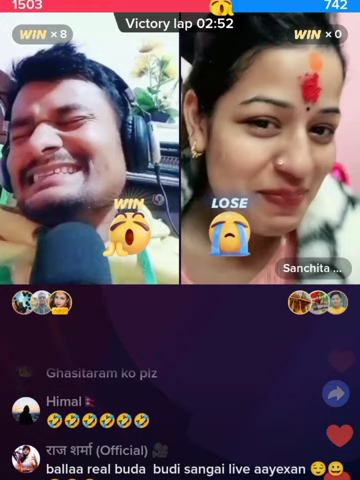 1503
742
Victory lap 02:52
WIN × 8
WIN × 0
WIN
LOSE
Sanchita ...
Ghasitaram ko plz
Himal🇳🇵
🤣🤣🤣🤣🤣🤣
राज शर्मा (Official) 🎥
ballaa real buda budi sangai live aayexan 😌😀